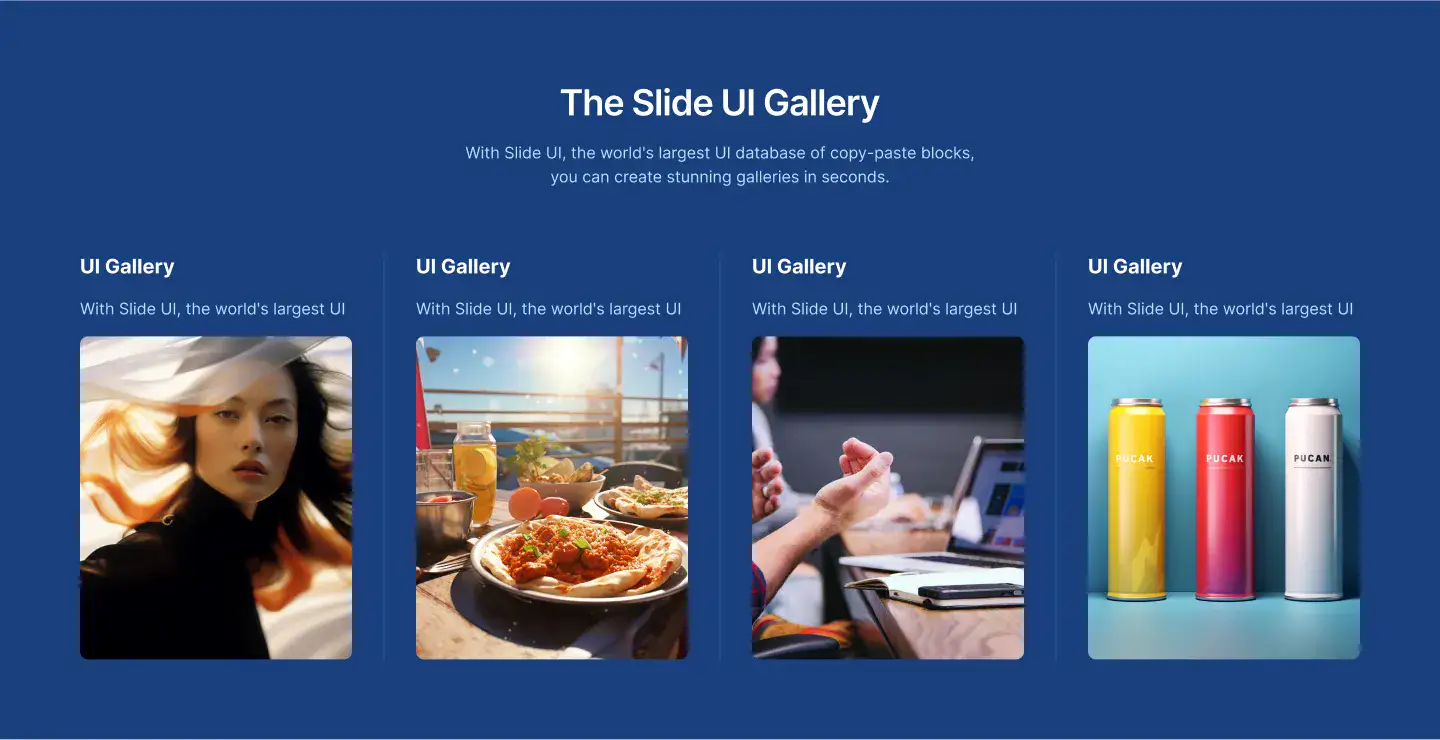 The Slide UI Gallery
With Slide UI, the world's largest UI database of copy-paste blocks,
you can create stunning galleries in seconds.
UI Gallery
With Slide UI, the world's largest UI
UI Gallery
With Slide UI, the world's largest UI
UI Gallery
With Slide UI, the world's largest UI
UI Gallery
With Slide UI, the world's largest UI
PUCAK
PUCAK
PUCAN